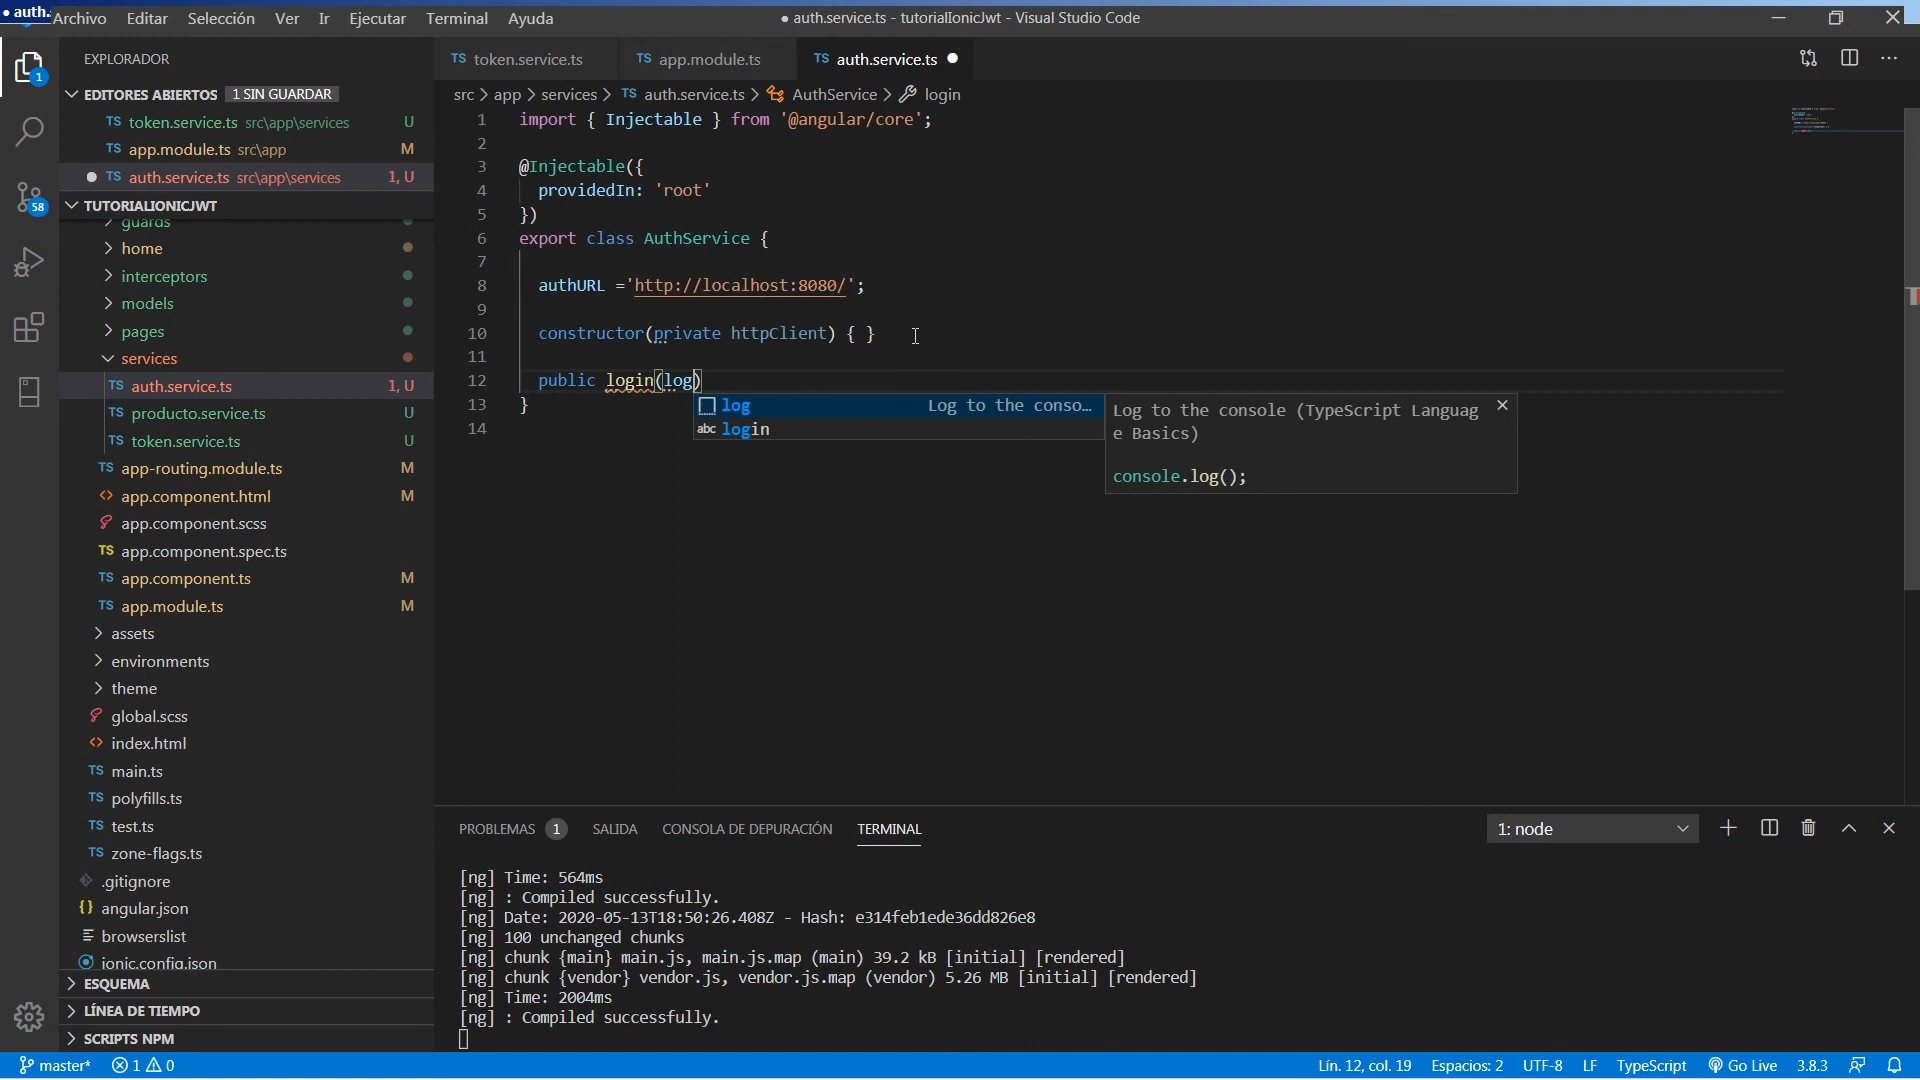 auth.
Archivo Editar Selección Ver Ir Ejecutar Terminal Ayuda
● auth.service.ts - tutorialIonicJwt - Visual Studio Code
EXPLORADOR
TS token.service.ts TS app.module.ts TS auth.service.ts
EDITORES ABIERTOS 1 SIN GUARDAR
src > app > services > TS auth.service.ts > AuthService > login
TS token.service.ts src\app\services U
TS app.module.ts src\app M
TS auth.service.ts src\app\services 1, U
TUTORIALIONICJWT
guards
home
interceptors
models
pages
services
TS auth.service.ts 1, U
TS producto.service.ts U
TS token.service.ts U
TS app-routing.module.ts M
<> app.component.html M
app.component.scss
TS app.component.spec.ts
TS app.component.ts M
TS app.module.ts M
assets
environments
theme
global.scss
<> index.html
TS main.ts
TS polyfills.ts
TS test.ts
TS zone-flags.ts
.gitignore
{} angular.json
browserslist
ionic.config.json
ESQUEMA
LÍNEA DE TIEMPO
SCRIPTS NPM
1
58
1 import { Injectable } from '@angular/core';
2
3 @Injectable({
4 providedIn: 'root'
5 })
6 export class AuthService {
7
8 authURL ='http://localhost:8080/';
9
10 constructor(private httpClient) { }
11
12 public login(log)
13 }
14
log Log to the conso...
abc login
Log to the console (TypeScript Languag
e Basics)
console.log();
PROBLEMAS 1 SALIDA CONSOLA DE DEPURACIÓN TERMINAL 1: node
[ng] Time: 564ms
[ng] : Compiled successfully.
[ng] Date: 2020-05-13T18:50:26.408Z - Hash: e314feb1ede36dd826e8
[ng] 100 unchanged chunks
[ng] chunk {main} main.js, main.js.map (main) 39.2 kB [initial] [rendered]
[ng] chunk {vendor} vendor.js, vendor.js.map (vendor) 5.26 MB [initial] [rendered]
[ng] Time: 2004ms
[ng] : Compiled successfully.
master* 1 0 Lín. 12, col. 19 Espacios: 2 UTF-8 LF TypeScript Go Live 3.8.3